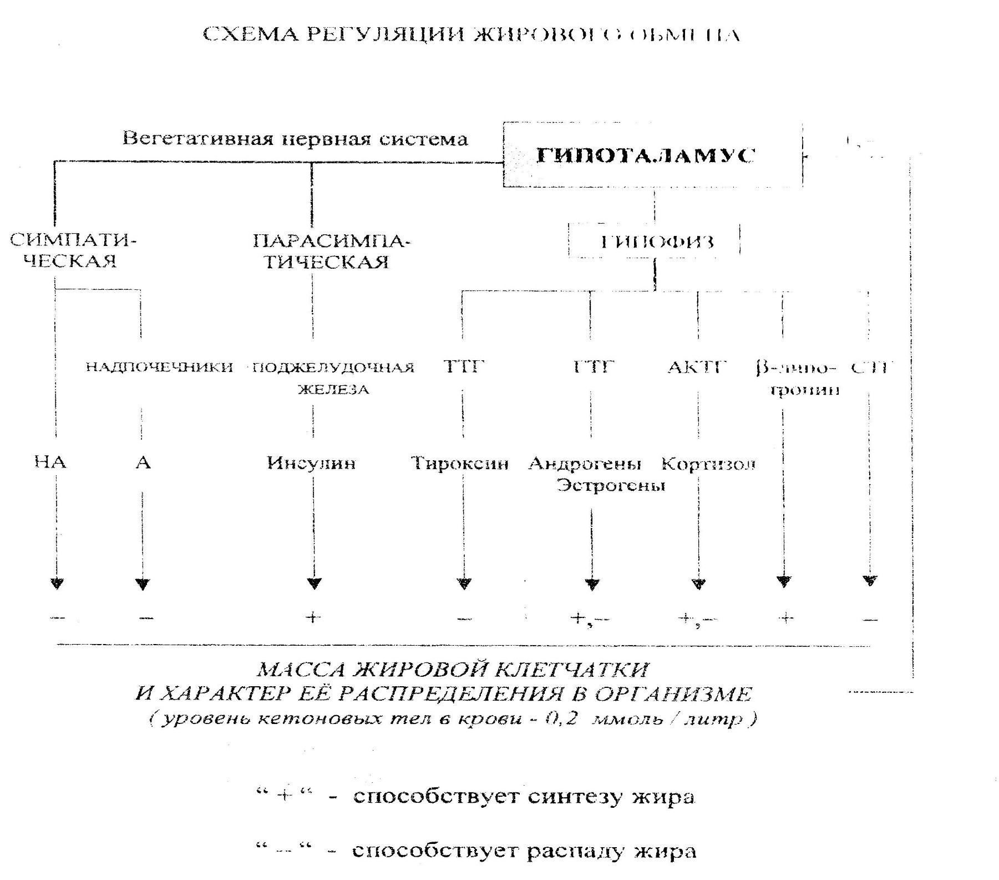 СХЕМА РЕГУЛЯЦИИ ЖИРОВОГО ОБМЕНА
Вегетативная нервная система
ГИПОТАЛАМУС
СИМПАТИ-
ЧЕСКАЯ
ПАРАСИМПА-
ТИЧЕСКАЯ
ГИПОФИЗ
НАДПОЧЕЧНИКИ
ПОДЖЕЛУДОЧНАЯ
ЖЕЛЕЗА
ТТГ
ГТГ
АКТГ
β-липо-
тропин
СТГ
НА
А
Инсулин
Тироксин
Андрогены
Эстрогены
Кортизол
– – + – +,– +,– + –
МАССА ЖИРОВОЙ КЛЕТЧАТКИ
И ХАРАКТЕР ЕЁ РАСПРЕДЕЛЕНИЯ В ОРГАНИЗМЕ
( уровень кетоновых тел в крови - 0,2 ммоль / литр )
“ + “ - способствует синтезу жира
“ – “ - способствует распаду жира